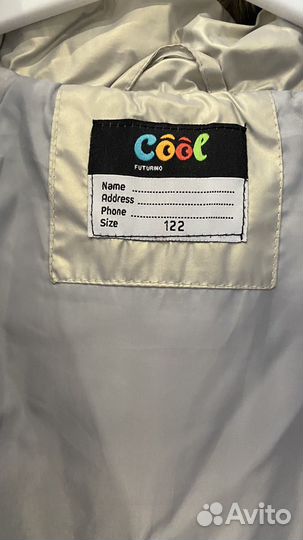 Cool
FUTURINO
Name
Address
Phone
Size 122
Avito